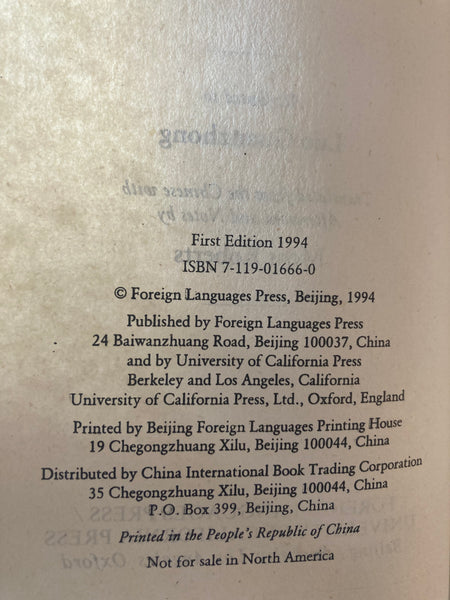 First Edition 1994
ISBN 7-119-01666-0
© Foreign Languages Press, Beijing, 1994
Published by Foreign Languages Press
24 Baiwanzhuang Road, Beijing 100037, China
and by University of California Press
Berkeley and Los Angeles, California
University of California Press, Ltd., Oxford, England
Printed by Beijing Foreign Languages Printing House
19 Chegongzhuang Xilu, Beijing 100044, China
Distributed by China International Book Trading Corporation
35 Chegongzhuang Xilu, Beijing 100044, China
P.O. Box 399, Beijing, China
Printed in the People's Republic of China
Not for sale in North America